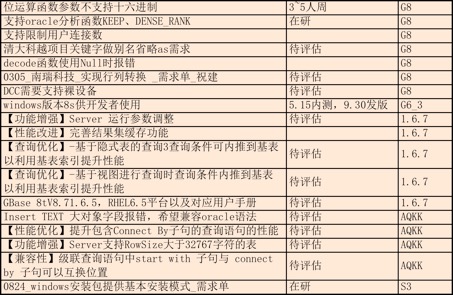 位运算函数参数不支持十六进制 3~5人周 G8
支持oracle分析函数KEEP、DENSE_RANK 在研 G8
支持限制用户连接数 G8
清大科越项目关键字做别名省略as需求 待评估 G8
decode函数使用Null时报错 G8
0305_南瑞科技_实现行列转换 _需求单_祝建 待评估 G8
DCC需要支持裸设备 待评估 G8
windows版本8s供开发者使用 5.15内测，9.30发版 G6_3
【功能增强】Server 运行参数调整 待评估 1.6.7
【性能改进】完善结果集缓存功能 1.6.7
【查询优化】-基于隐式表的查询3查询条件可内推到基表
以利用基表索引提升性能 待评估 1.6.7
【查询优化】-基于视图进行查询时查询条件内推到基表
以利用基表索引提升性能 待评估 1.6.7
GBase 8tV8.71.6.5，RHEL6.5平台以及对应用户手册 待评估 1.6.7
Insert TEXT 大对象字段报错，希望兼容oracle语法 待评估 AQKK
【性能优化】提升包含Connect By子句的查询语句的性能 待评估 AQKK
【功能增强】Server支持RowSize大于32767字符的表 待评估 AQKK
【兼容性】级联查询语句中start with 子句与 connect
by 子句可以互换位置 待评估 AQKK
0824_windows安装包提供基本安装模式_需求单 在研 S3